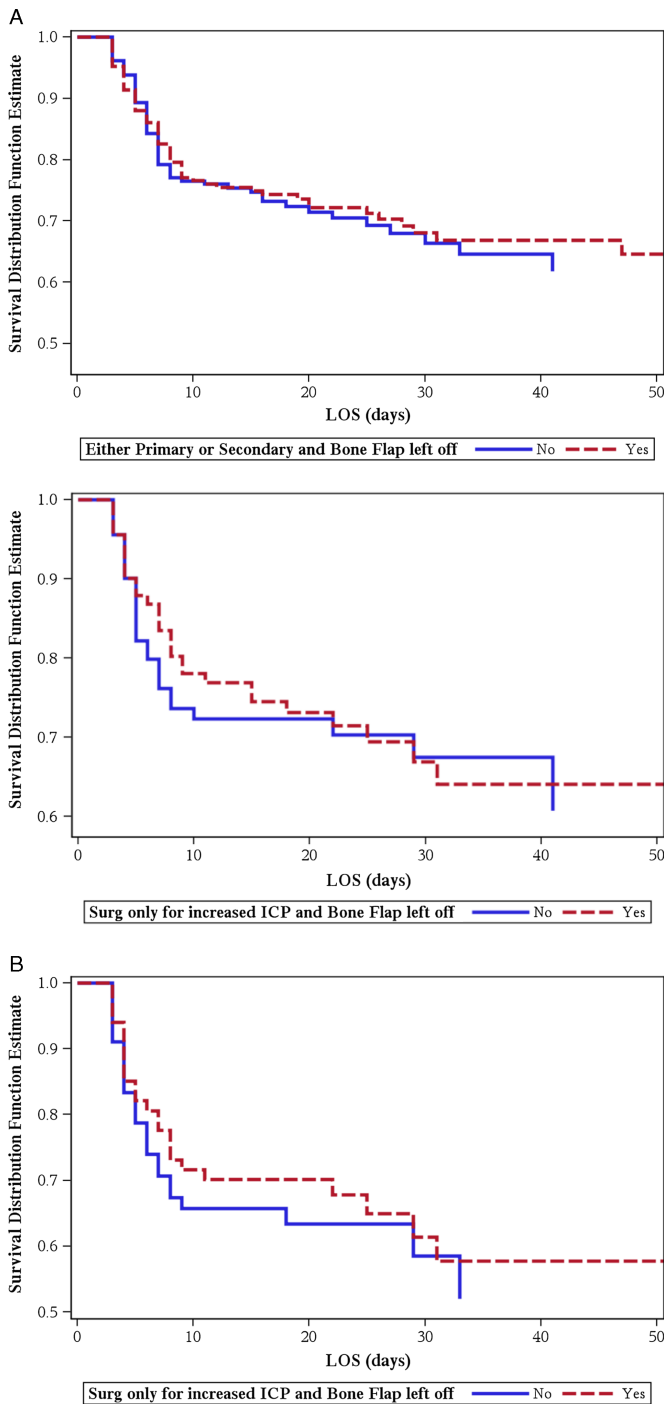 A
Survival Distribution Function Estimate
1.0
0.9
0.8
0.7
0.6
0.5
0 10 20 30 40 50
LOS (days)
Either Primary or Secondary and Bone Flap left off No Yes
Survival Distribution Function Estimate
1.0
0.9
0.8
0.7
0.6
0 10 20 30 40 50
LOS (days)
Surg only for increased ICP and Bone Flap left off No Yes
B
Survival Distribution Function Estimate
1.0
0.9
0.8
0.7
0.6
0.5
0 10 20 30 40 50
LOS (days)
Surg only for increased ICP and Bone Flap left off No Yes